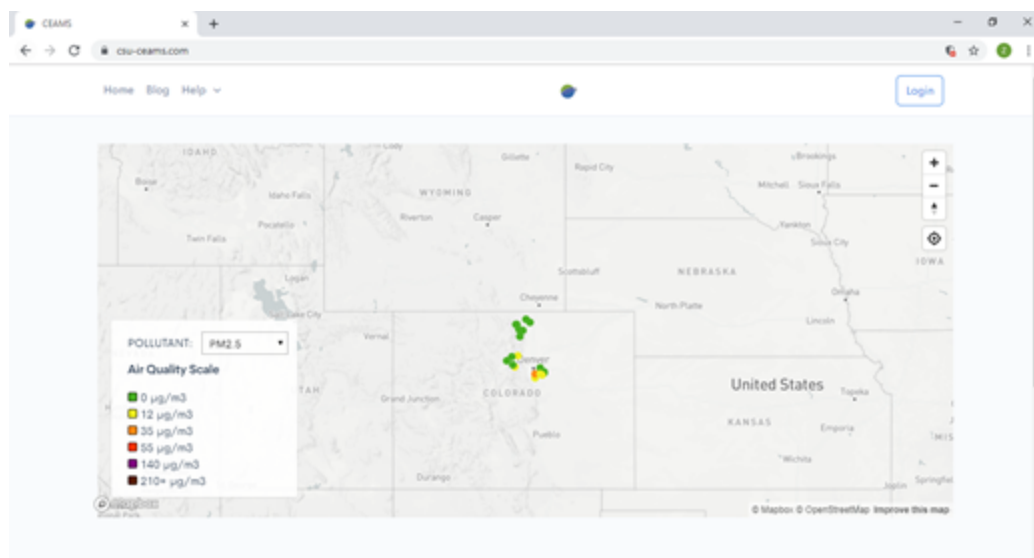 CEAMS
csu-ceams.com
Home Blog Help
Login
IDAHO
Cody
Gillette
Rapid City
Brookings
Boise
Idaho Falls
WYOMING
Mitchell Sioux Falls
Pocatello
Riverton Casper
Yankton
Twin Falls
Sioux City
IOWA
Logan
Scottsbluff
NEBRASKA
Cheyenne
North Platte
Omaha
Lake City
Lincoln
POLLUTANT: PM2.5
Vernal
Denver
Air Quality Scale
UTAH
Grand Junction
COLORADO
United States
Topeka
0 µg/m3
12 µg/m3
35 µg/m3
55 µg/m3
140 µg/m3
210+ µg/m3
KANSAS
Emporia
Pueblo
Wichita
Durango
Joplin
Springfiel
mapbox
© Mapbox © OpenStreetMap Improve this map